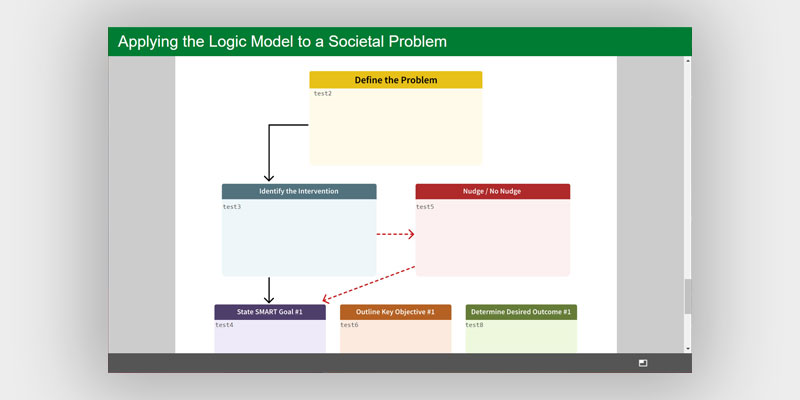 Applying the Logic Model to a Societal Problem
Define the Problem
test2
Identify the Intervention
test3
Nudge / No Nudge
test5
State SMART Goal #1
test4
Outline Key Objective #1
test6
Determine Desired Outcome #1
test8